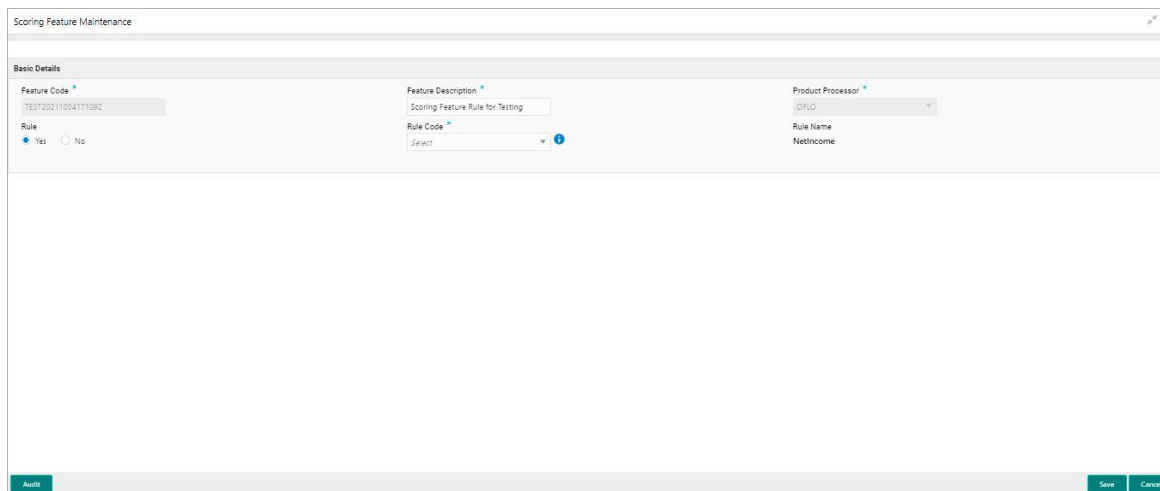 Scoring Feature Maintenance
Basic Details
Feature Code *
Feature Description *
Product Processor *
TEST20211004171092
Scoring Feature Rule for Testing
OFLO
Rule
Rule Code *
Rule Name
Yes No
Select
NetIncome
Audit
Save
Cance